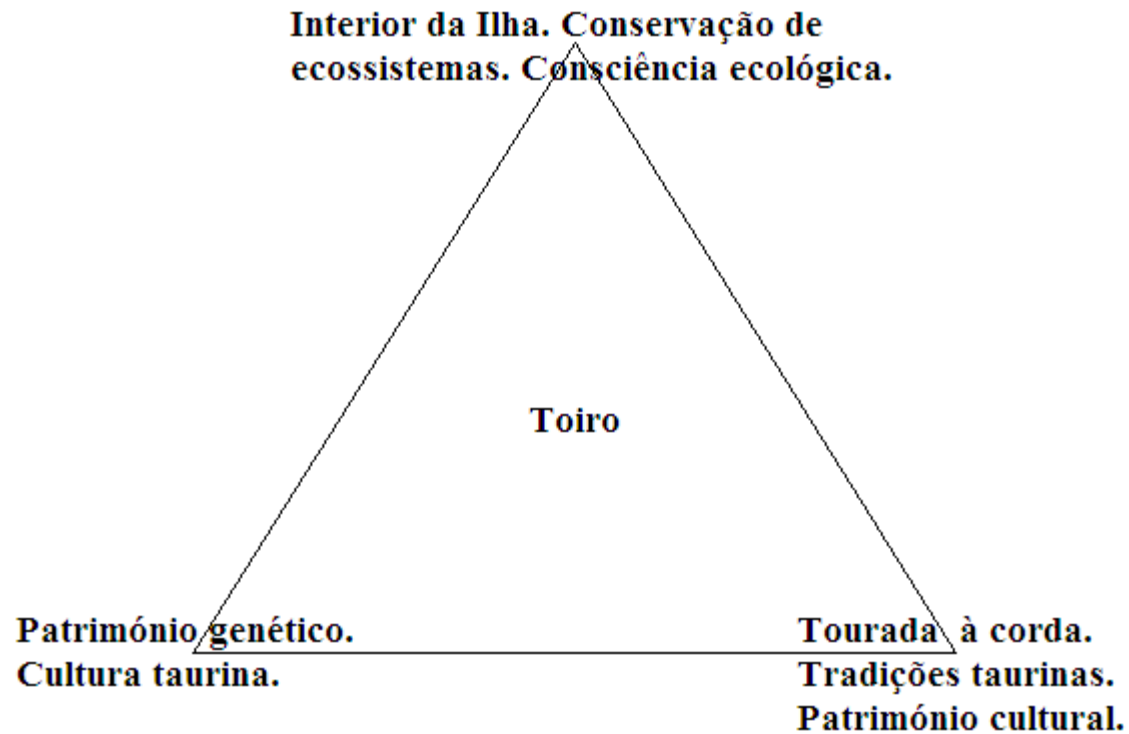 Interior da Ilha. Conservação de
ecossistemas. Consciência ecológica.
Toiro
Património genético.
Cultura taurina.
Tourada à corda.
Tradições taurinas.
Património cultural.